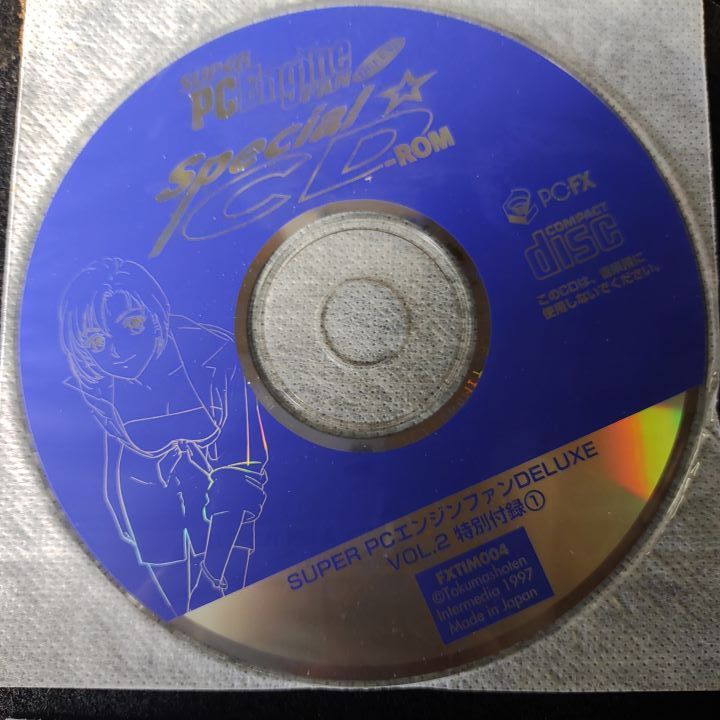 SUPER
PC Engine
FAN DELUXE
Special☆
CD-ROM
PC-FX
COMPACT
disc
このCDは、音楽用に
使用しないでください。
SUPER PCエンジンファンDELUXE
VOL.2 特別付録①
FXTIM004
©Tokumashoten
Intermedia 1997
Made in Japan